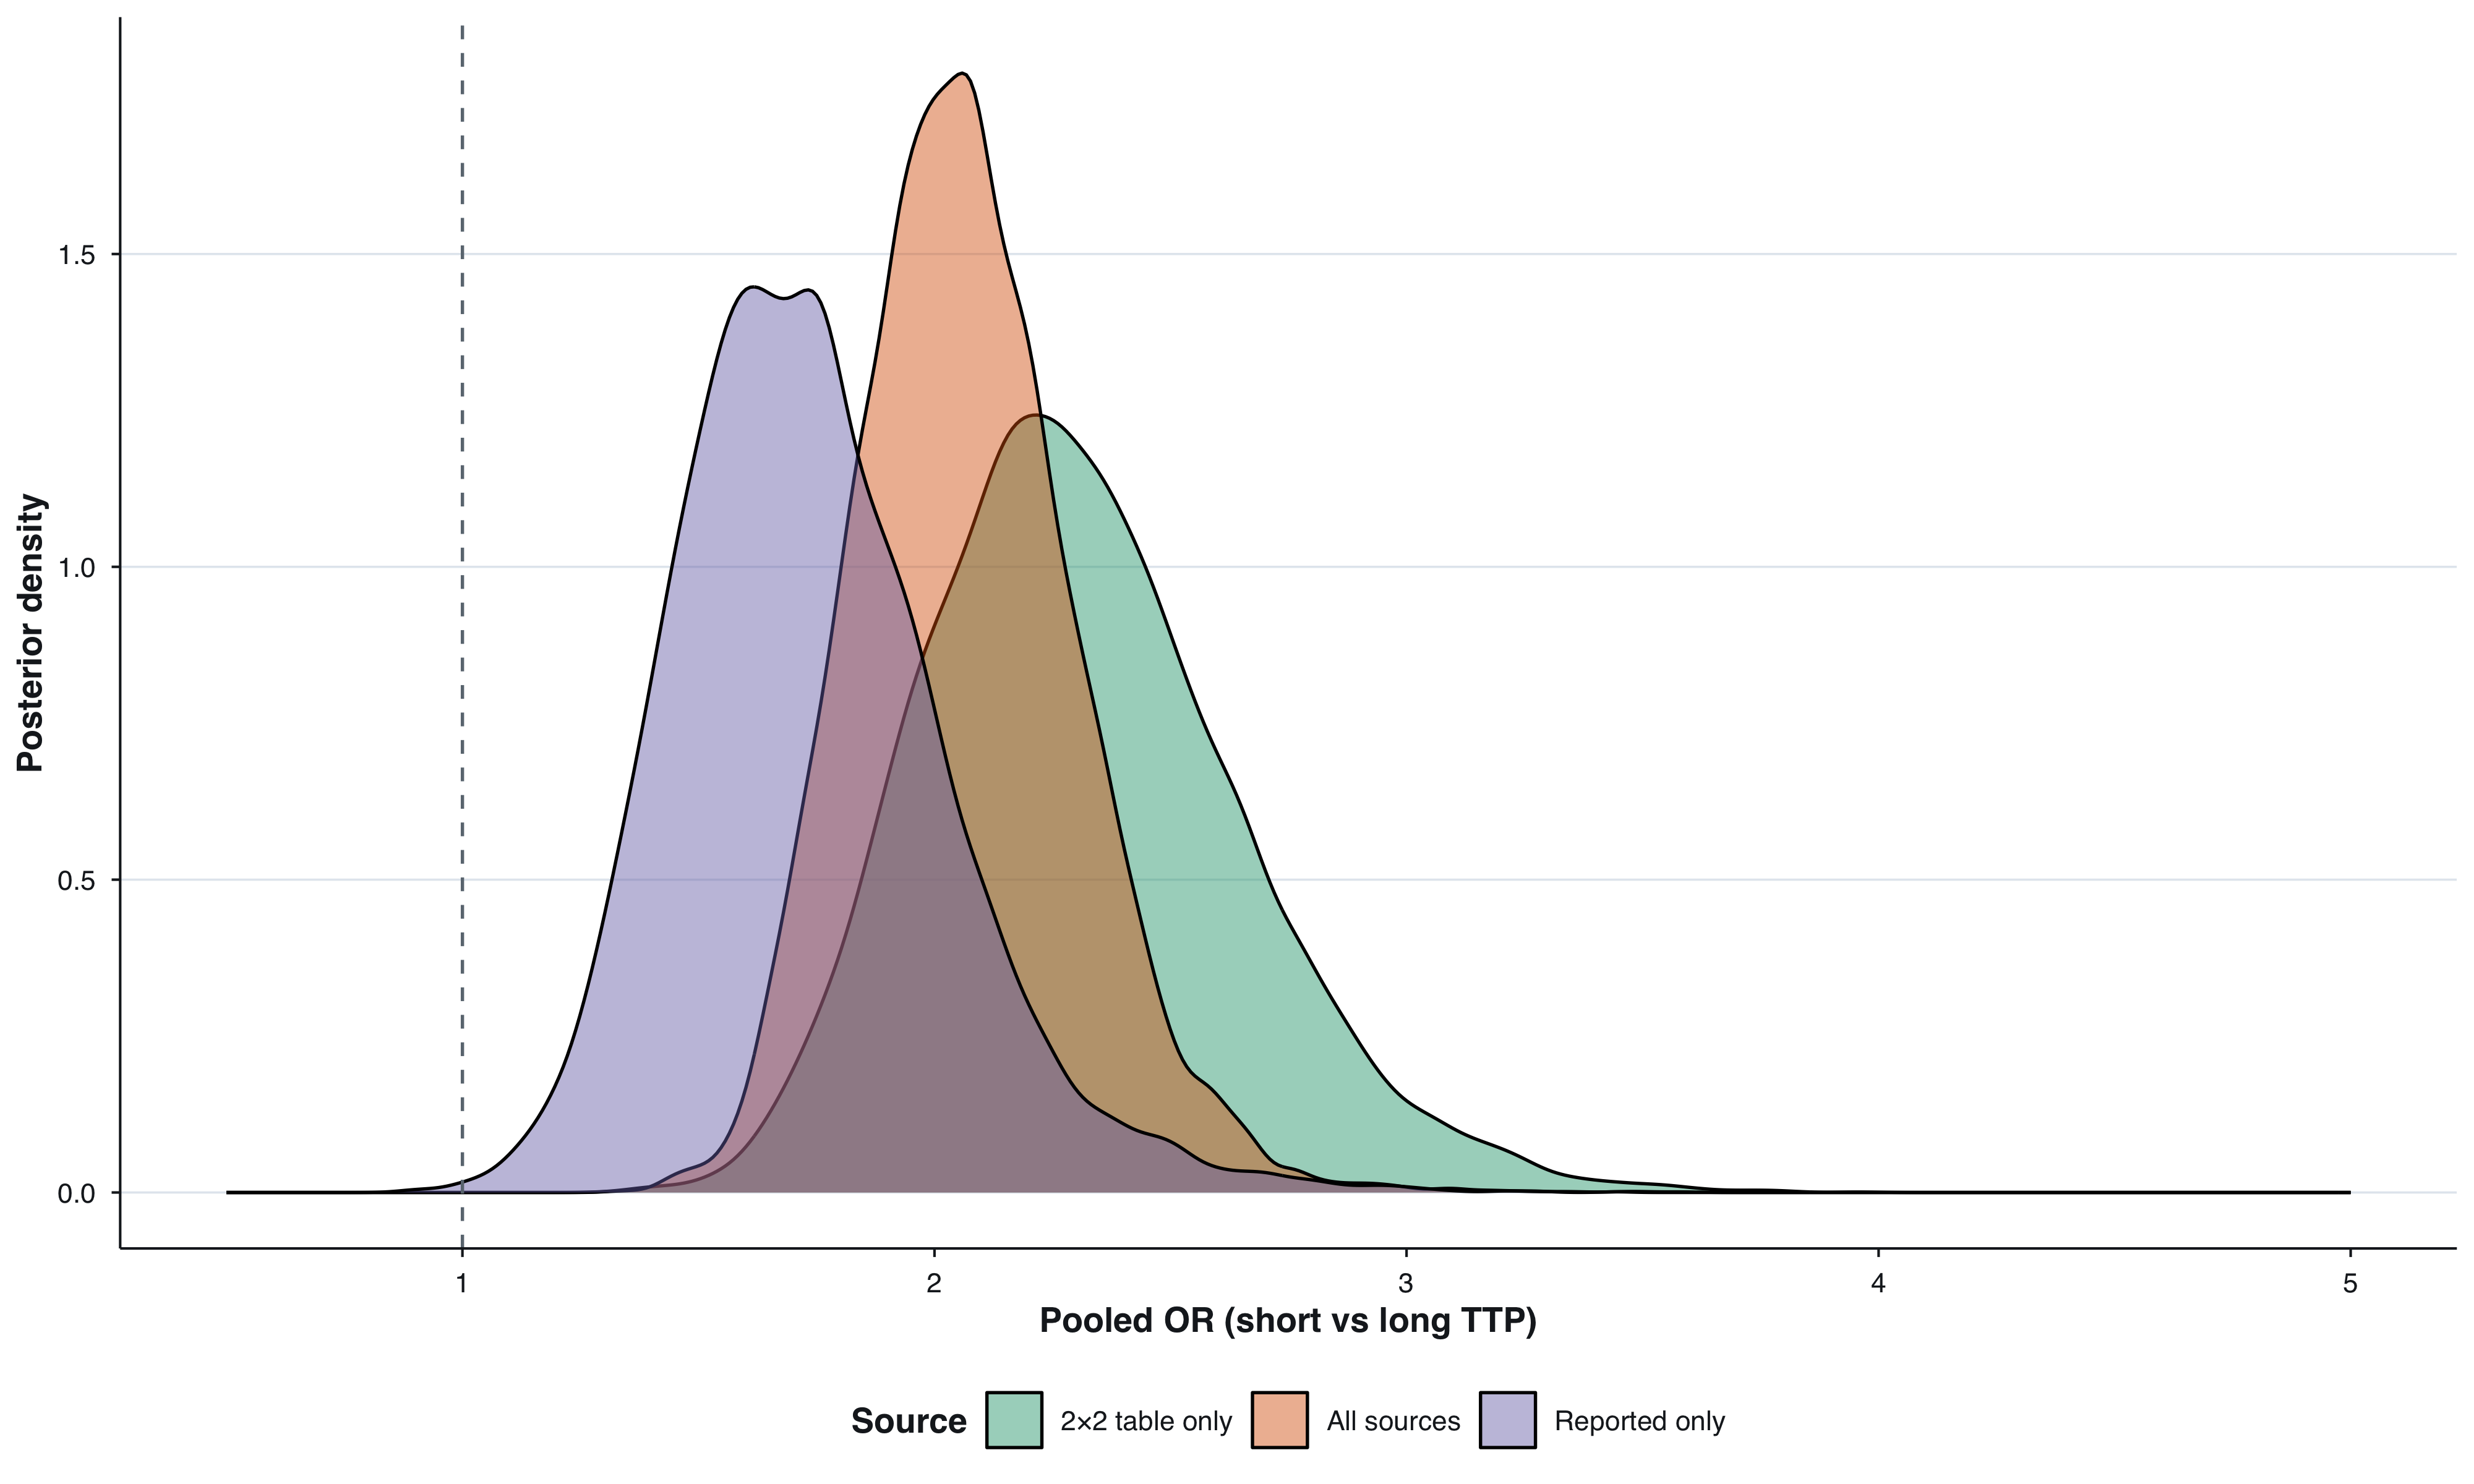 Posterior density
1.5
1.0
0.5
0.0
1 2 3 4 5
Pooled OR (short vs long TTP)
Source 2×2 table only All sources Reported only